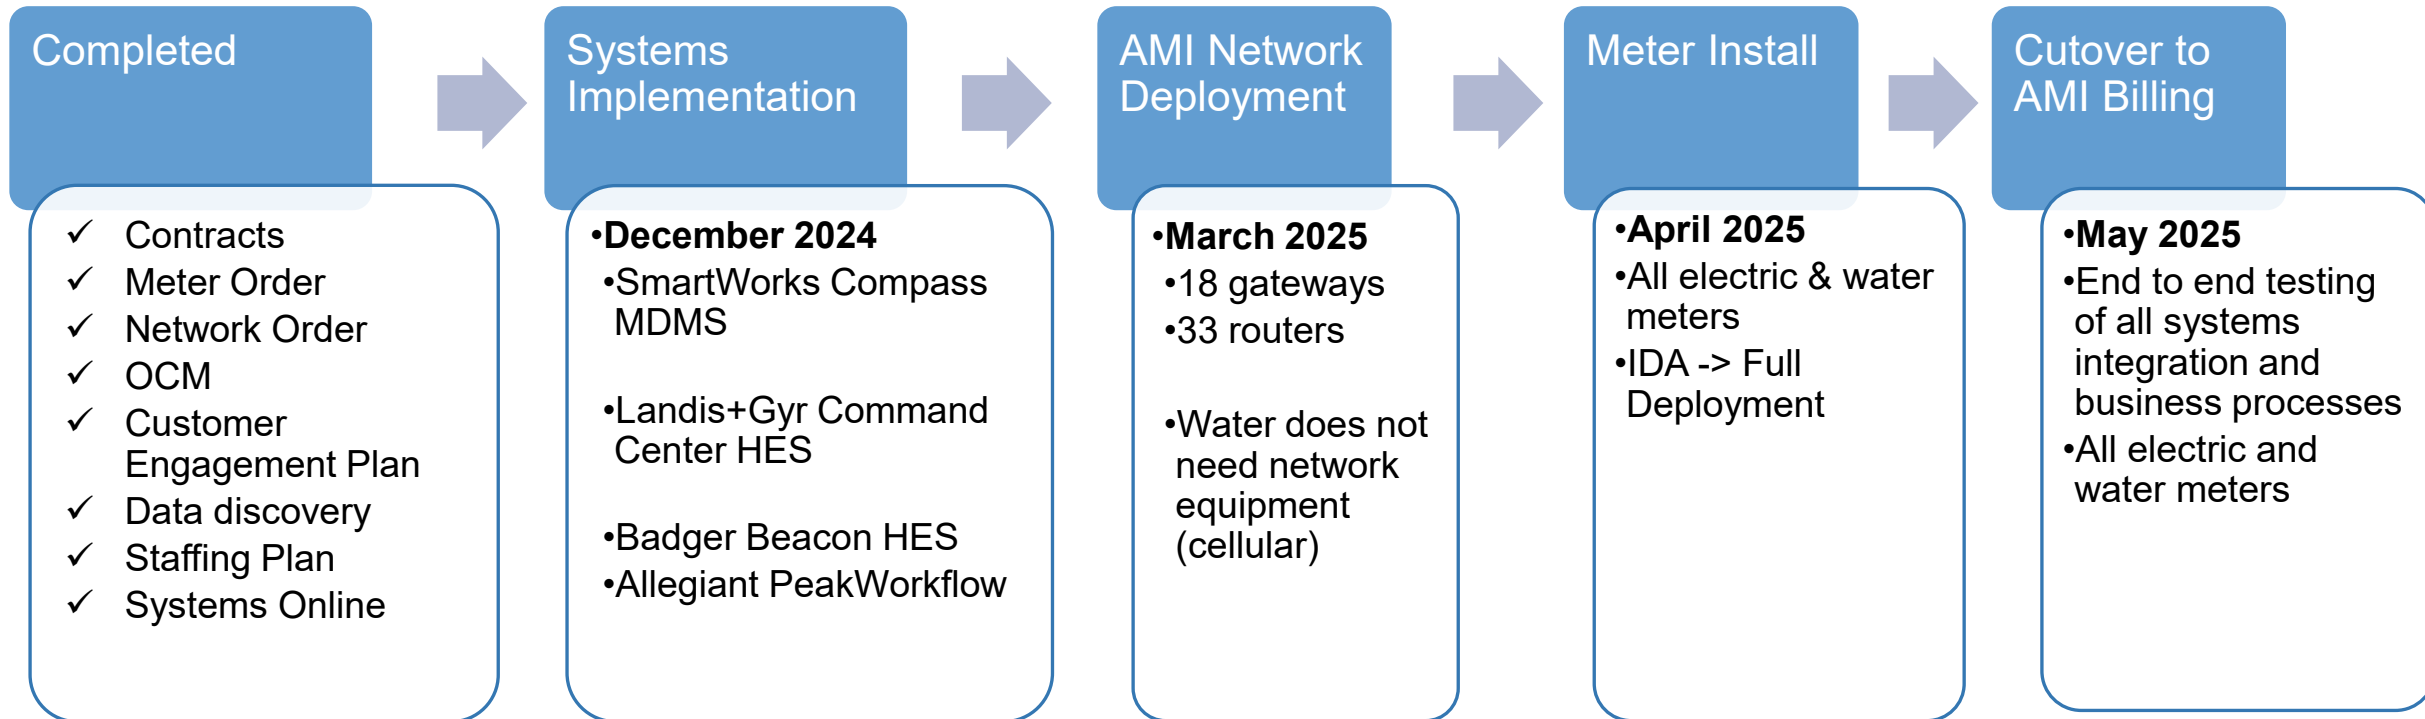 Completed
✓ Contracts
✓ Meter Order
✓ Network Order
✓ OCM
✓ Customer
Engagement Plan
✓ Data discovery
✓ Staffing Plan
✓ Systems Online
Systems
Implementation
•December 2024
•SmartWorks Compass
MDMS
•Landis+Gyr Command
Center HES
•Badger Beacon HES
•Allegiant PeakWorkflow
AMI Network
Deployment
•March 2025
•18 gateways
•33 routers
•Water does not
need network
equipment
(cellular)
Meter Install
•April 2025
•All electric & water
meters
•IDA -> Full
Deployment
Cutover to
AMI Billing
•May 2025
•End to end testing
of all systems
integration and
business processes
•All electric and
water meters